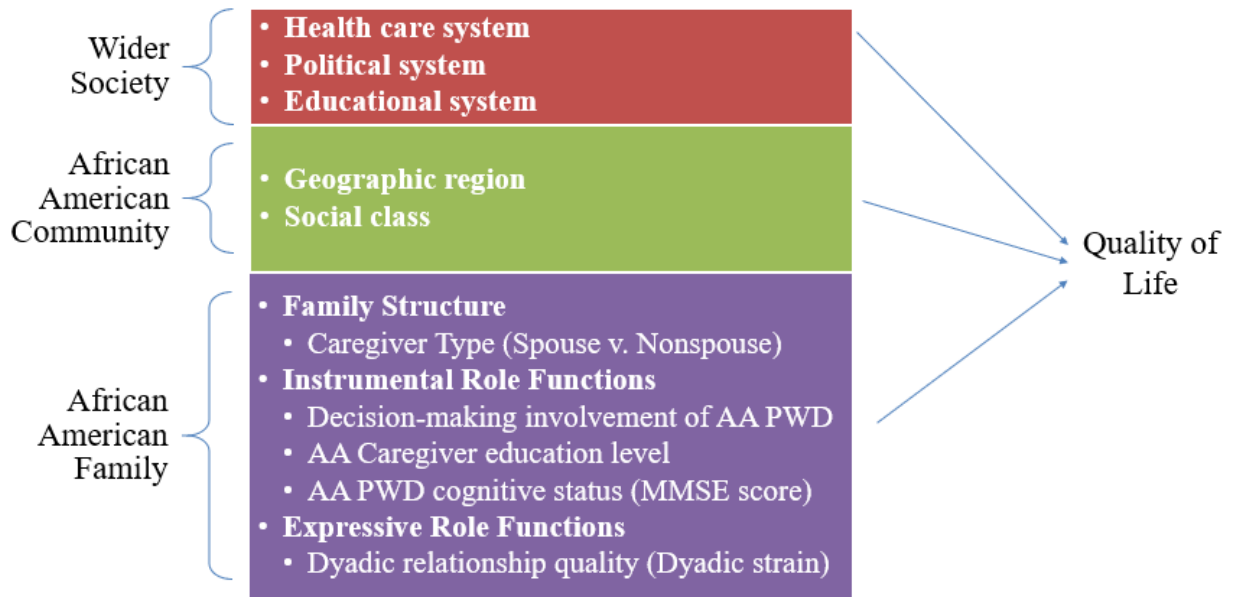 Wider
Society
• Health care system
• Political system
• Educational system
African
American
Community
• Geographic region
• Social class
African
American
Family
• Family Structure
• Caregiver Type (Spouse v. Nonspouse)
• Instrumental Role Functions
• Decision-making involvement of AA PWD
• AA Caregiver education level
• AA PWD cognitive status (MMSE score)
• Expressive Role Functions
• Dyadic relationship quality (Dyadic strain)
Quality of
Life